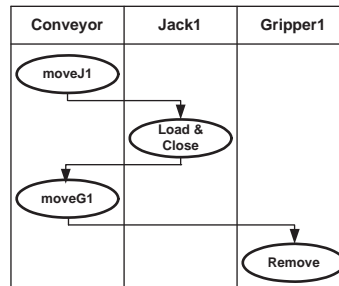 Conveyor Jack1 Gripper1
moveJ1
Load &
Close
moveG1
Remove